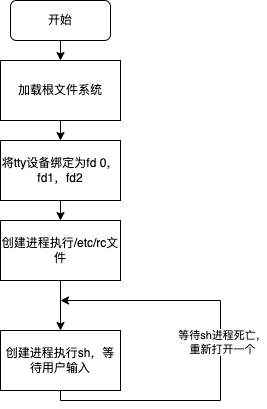 开始
加载根文件系统
将tty设备绑定为fd 0，
fd1，fd2
创建进程执行/etc/rc文
件
等待sh进程死亡，
重新打开一个
创建进程执行sh，等
待用户输入